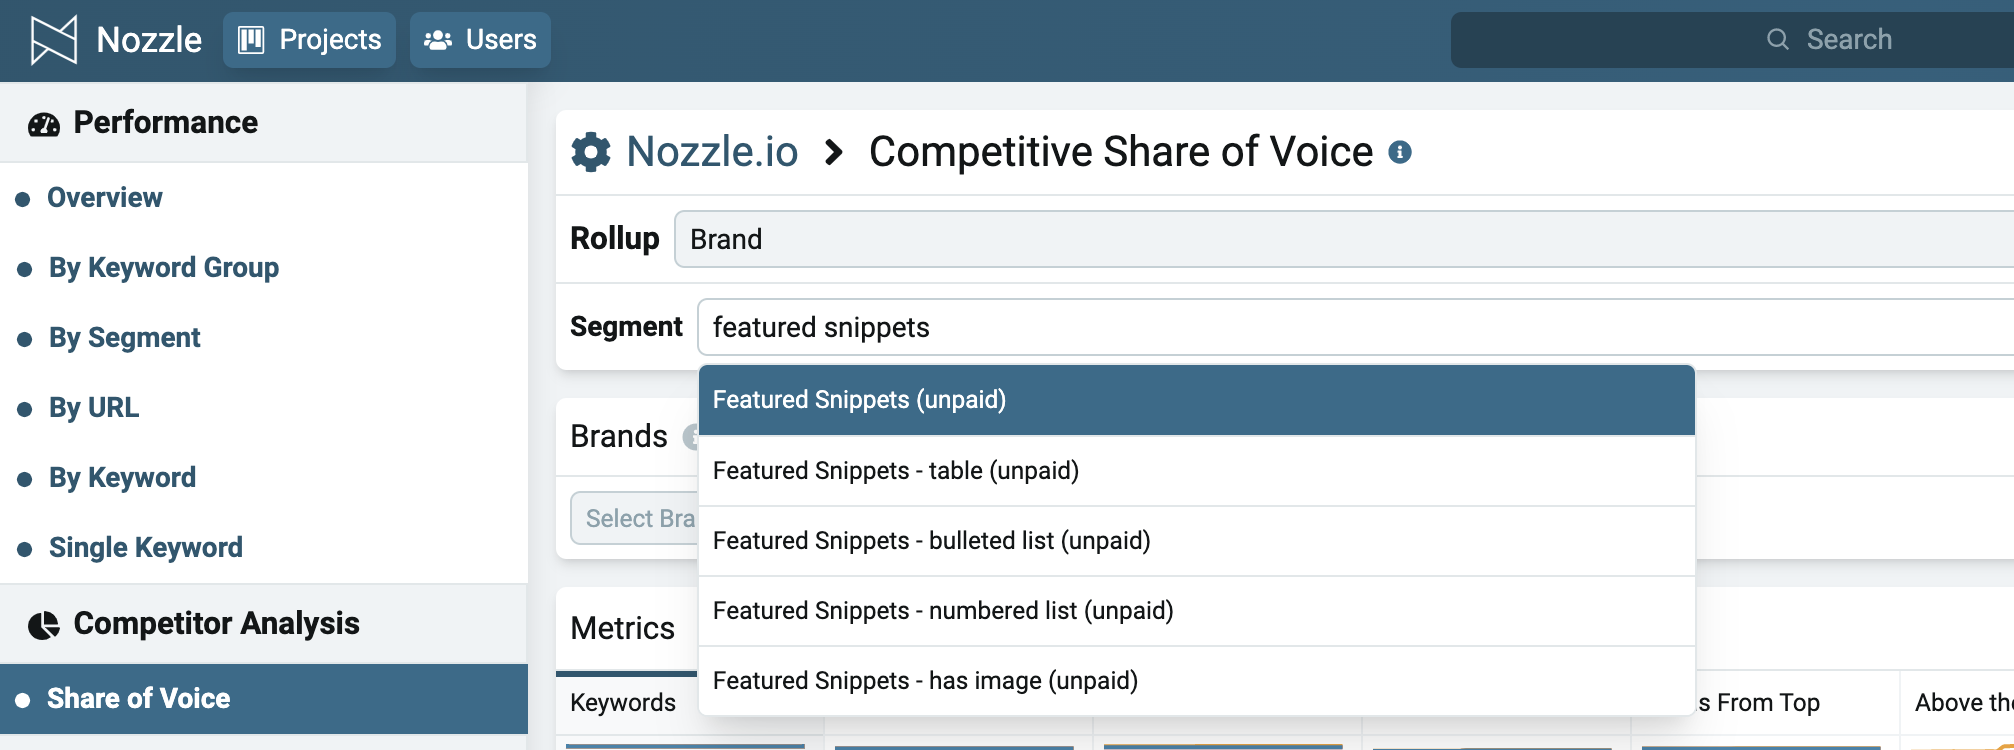 Nozzle
Projects
Users
Search
Performance
Overview
By Keyword Group
By Segment
By URL
By Keyword
Single Keyword
Competitor Analysis
Share of Voice
Nozzle.io > Competitive Share of Voice
Rollup
Brand
Segment
featured snippets
Featured Snippets (unpaid)
Featured Snippets - table (unpaid)
Featured Snippets - bulleted list (unpaid)
Featured Snippets - numbered list (unpaid)
Featured Snippets - has image (unpaid)
Brands
Select Bra
Metrics
Keywords
s From Top
Above the